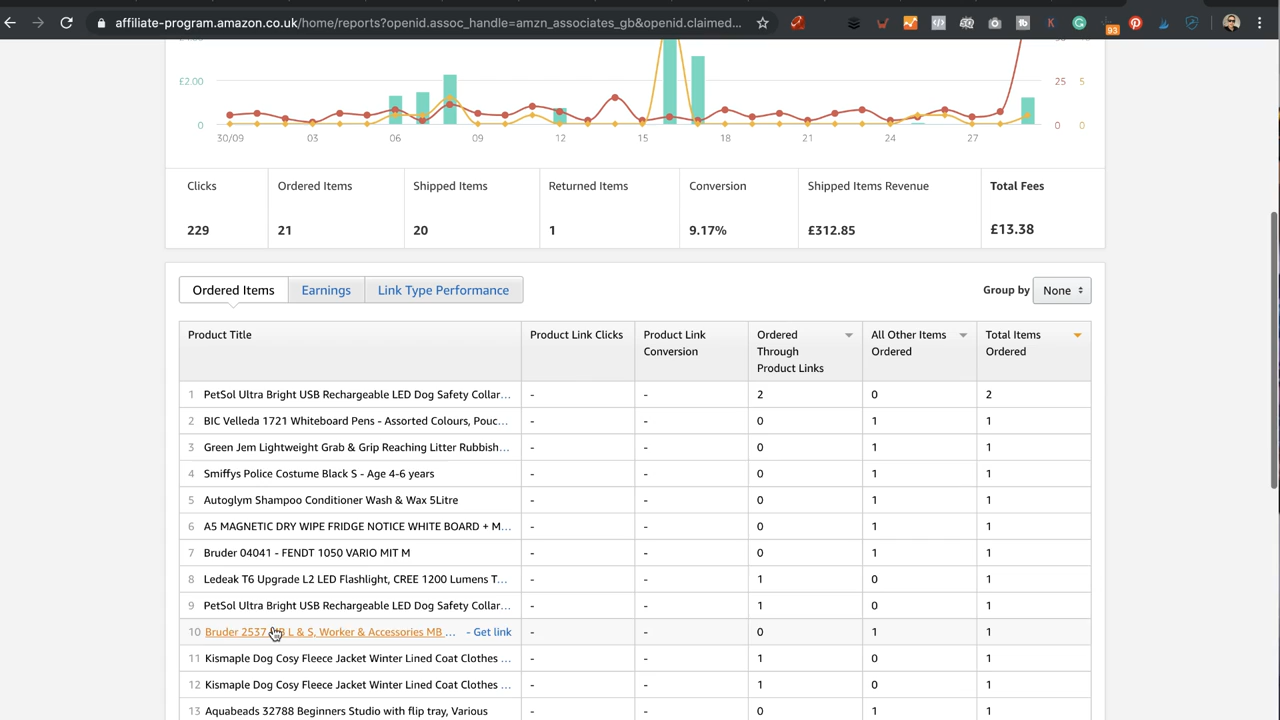 affiliate-program.amazon.co.uk/home/reports?openid.assoc_handle=amzn_associates_gb&openid.claimed...
93
£2.00
0
25 5
0 0
30/09 03 06 09 12 15 18 21 24 27
Clicks Ordered Items Shipped Items Returned Items Conversion Shipped Items Revenue Total Fees
229 21 20 1 9.17% £312.85 £13.38
Ordered Items Earnings Link Type Performance Group by None
Product Title Product Link Clicks Product Link Conversion Ordered Through Product Links All Other Items Ordered Total Items Ordered
1 PetSol Ultra Bright USB Rechargeable LED Dog Safety Collar... - - 2 0 2
2 BIC Velleda 1721 Whiteboard Pens - Assorted Colours, Pouc... - - 0 1 1
3 Green Jem Lightweight Grab & Grip Reaching Litter Rubbish... - - 0 1 1
4 Smiffys Police Costume Black S - Age 4-6 years - - 0 1 1
5 Autoglym Shampoo Conditioner Wash & Wax 5Litre - - 0 1 1
6 A5 MAGNETIC DRY WIPE FRIDGE NOTICE WHITE BOARD + M... - - 0 1 1
7 Bruder 04041 - FENDT 1050 VARIO MIT M - - 0 1 1
8 Ledeak T6 Upgrade L2 LED Flashlight, CREE 1200 Lumens T... - - 1 0 1
9 PetSol Ultra Bright USB Rechargeable LED Dog Safety Collar... - - 1 0 1
10 Bruder 2537 L & S, Worker & Accessories MB ... - Get link - - 0 1 1
11 Kismaple Dog Cosy Fleece Jacket Winter Lined Coat Clothes ... - - 1 0 1
12 Kismaple Dog Cosy Fleece Jacket Winter Lined Coat Clothes ... - - 1 0 1
13 Aquabeads 32788 Beginners Studio with flip tray, Various - - 0 1 1